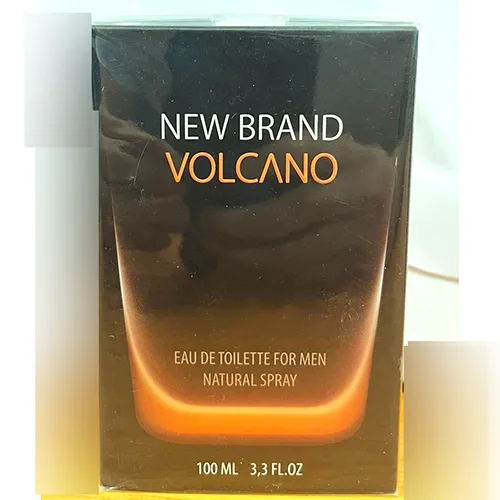 NEW BRAND
VOLCANO
EAU DE TOILETTE FOR MEN
NATURAL SPRAY
100 ML 3,3 FL.OZ